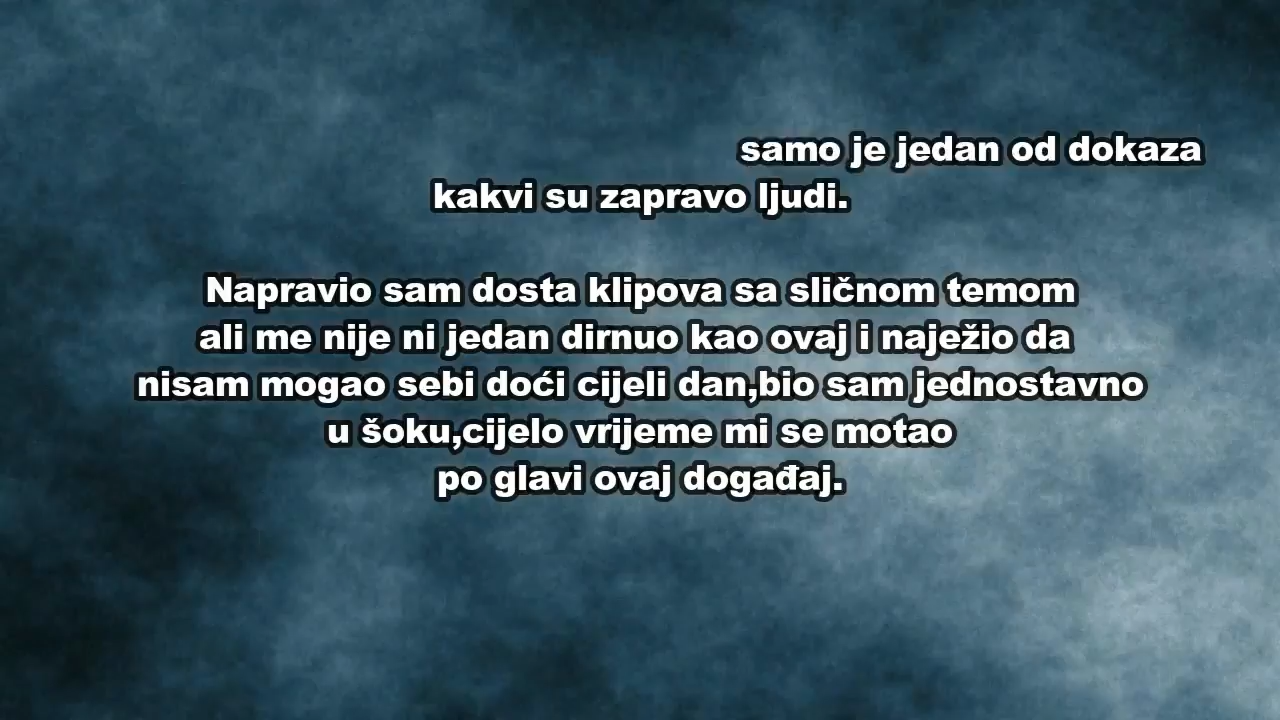 samo je jedan od dokaza
kakvi su zapravo ljudi.
Napravio sam dosta klipova sa sličnom temom
ali me nije ni jedan dirnuo kao ovaj i naježio da
nisam mogao sebi doći cijeli dan,bio sam jednostavno
u šoku,cijelo vrijeme mi se motao
po glavi ovaj događaj.